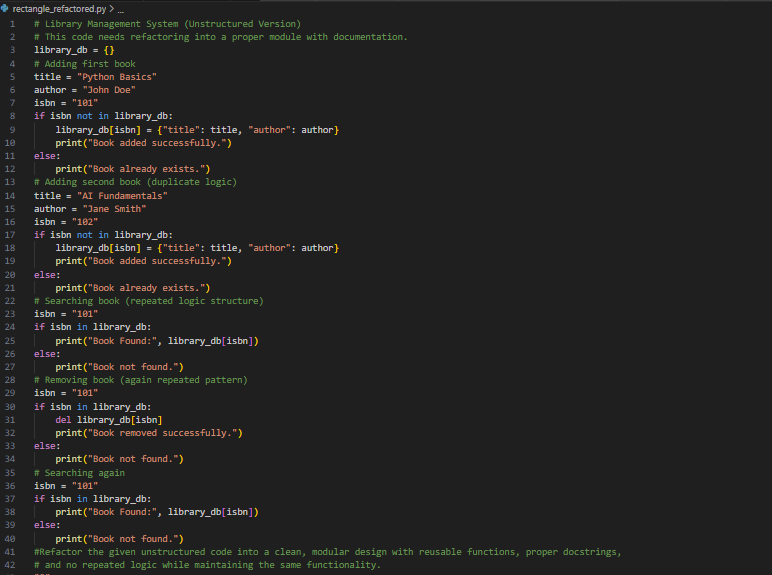 rectangle_refactored.py > ...
1 # Library Management System (Unstructured Version)
2 # This code needs refactoring into a proper module with documentation.
3 library_db = {}
4 # Adding first book
5 title = "Python Basics"
6 author = "John Doe"
7 isbn = "101"
8 if isbn not in library_db:
9     library_db[isbn] = {"title": title, "author": author}
10     print("Book added successfully.")
11 else:
12     print("Book already exists.")
13 # Adding second book (duplicate logic)
14 title = "AI Fundamentals"
15 author = "Jane Smith"
16 isbn = "102"
17 if isbn not in library_db:
18     library_db[isbn] = {"title": title, "author": author}
19     print("Book added successfully.")
20 else:
21     print("Book already exists.")
22 # Searching book (repeated logic structure)
23 isbn = "101"
24 if isbn in library_db:
25     print("Book Found:", library_db[isbn])
26 else:
27     print("Book not found.")
28 # Removing book (again repeated pattern)
29 isbn = "101"
30 if isbn in library_db:
31     del library_db[isbn]
32     print("Book removed successfully.")
33 else:
34     print("Book not found.")
35 # Searching again
36 isbn = "101"
37 if isbn in library_db:
38     print("Book Found:", library_db[isbn])
39 else:
40     print("Book not found.")
41 #Refactor the given unstructured code into a clean, modular design with reusable functions, proper docstrings,
42 # and no repeated logic while maintaining the same functionality.